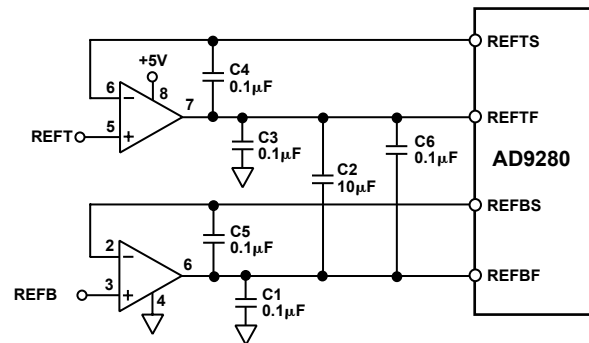 REFTS
+5V
C4
0.1µF
6
8
−
7
REFTF
5
+
REFT
C3
0.1µF
C6
0.1µF
AD9280
C2
10µF
REFBS
C5
0.1µF
2
−
6
REFBF
3
+
4
REFB
C1
0.1µF